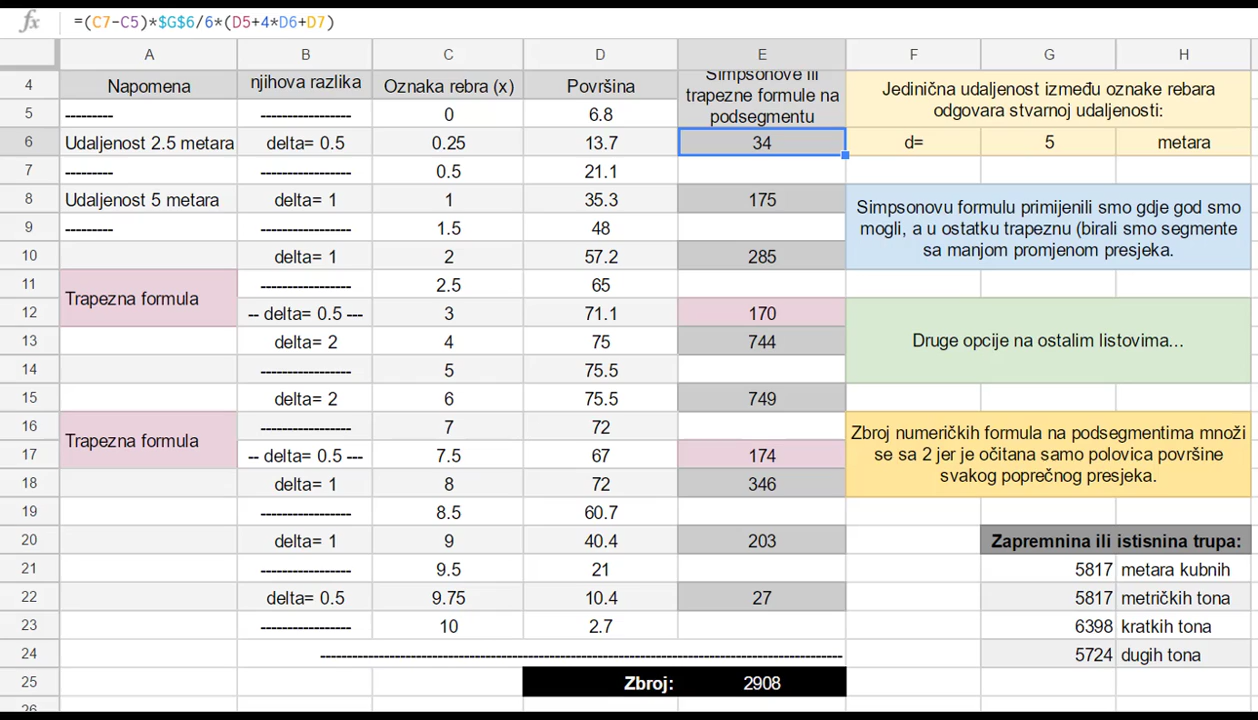 fx =(C7-C5)*$G$6/6*(D5+4*D6+D7)
A B C D E F G H
4 Napomena njihova razlika Oznaka rebra (x) Površina
Simpsonove ili
trapezne formule na
podsegmentu
Jedinična udaljenost između oznake rebara
odgovara stvarnoj udaljenosti:
5 --------- ----------------- 0 6.8
6 Udaljenost 2.5 metara delta= 0.5 0.25 13.7 34 d= 5 metara
7 --------- ----------------- 0.5 21.1
8 Udaljenost 5 metara delta= 1 1 35.3 175
9 --------- ----------------- 1.5 48
10 delta= 1 2 57.2 285
Simpsonovu formulu primijenili smo gdje god smo
mogli, a u ostatku trapeznu (birali smo segmente
sa manjom promjenom presjeka.
11 ----------------- 2.5 65
Trapezna formula
12 -- delta= 0.5 --- 3 71.1 170
13 delta= 2 4 75 744
Druge opcije na ostalim listovima...
14 ----------------- 5 75.5
15 delta= 2 6 75.5 749
16 ----------------- 7 72
Trapezna formula
17 -- delta= 0.5 --- 7.5 67 174
18 delta= 1 8 72 346
Zbroj numeričkih formula na podsegmentima množi
se sa 2 jer je očitana samo polovica površine
svakog poprečnog presjeka.
19 ----------------- 8.5 60.7
20 delta= 1 9 40.4 203 Zapremnina ili istisnina trupa:
21 ----------------- 9.5 21 5817 metara kubnih
22 delta= 0.5 9.75 10.4 27 5817 metričkih tona
23 ----------------- 10 2.7 6398 kratkih tona
24 ---------------------------------------------------------------------------------- 5724 dugih tona
25 Zbroj: 2908
26